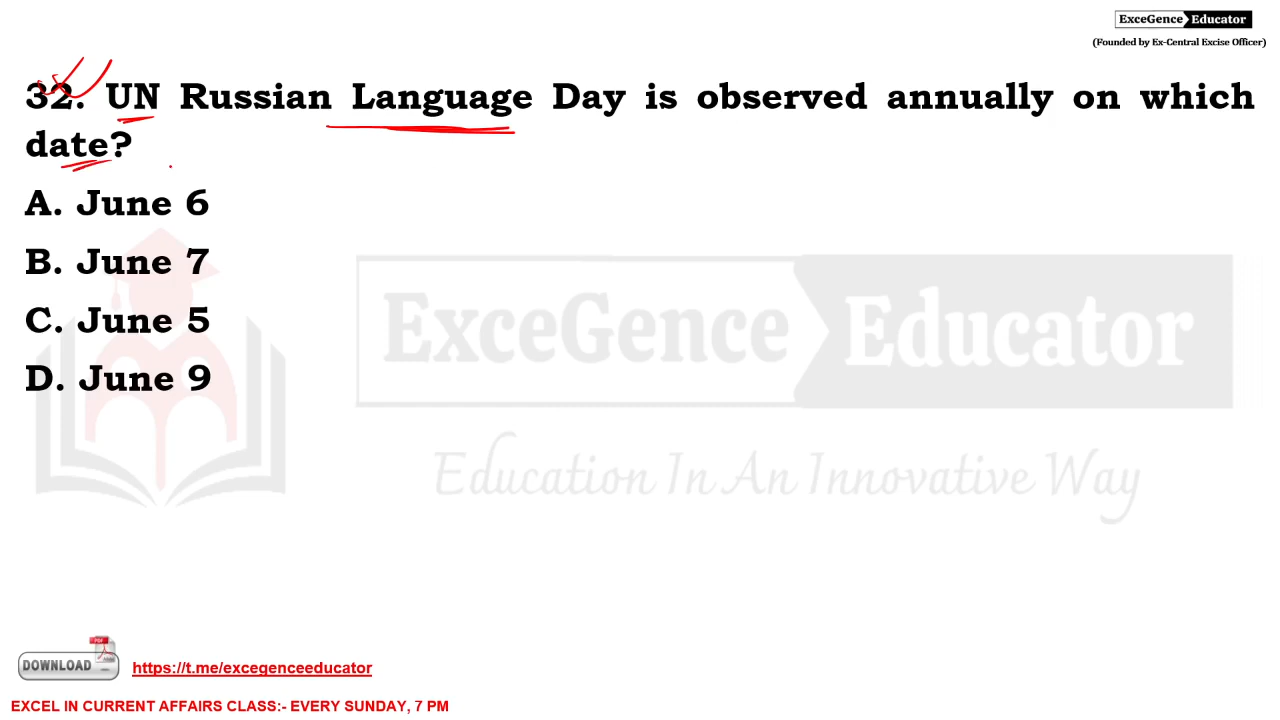 ExceGence Educator
(Founded by Ex-Central Excise Officer)
32. UN Russian Language Day is observed annually on which
date?
A. June 6
B. June 7
C. June 5
D. June 9
ExceGence Educator
Education In An Innovative Way
PDF
DOWNLOAD
https://t.me/excegenceeducator
EXCEL IN CURRENT AFFAIRS CLASS:- EVERY SUNDAY, 7 PM